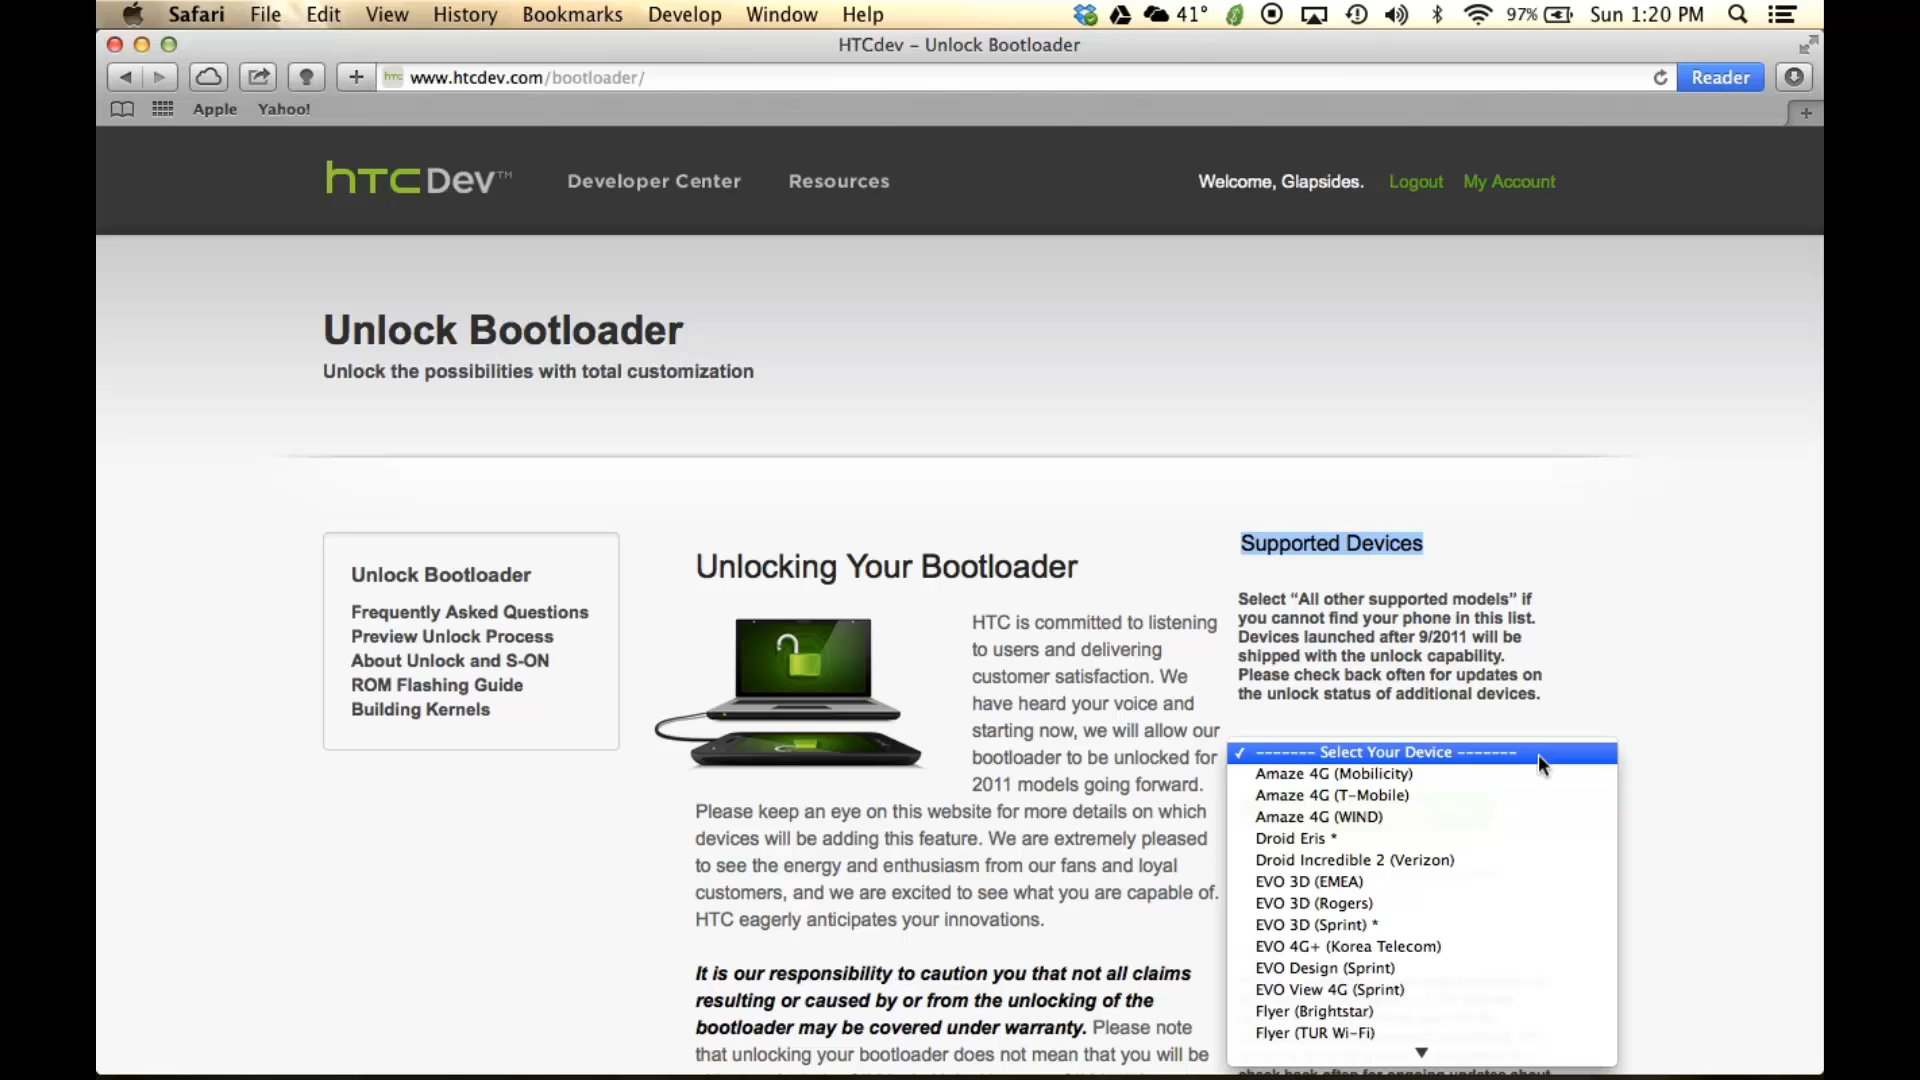 Safari File Edit View History Bookmarks Develop Window Help 41° 97% Sun 1:20 PM
HTCdev – Unlock Bootloader
htc www.htcdev.com/bootloader/ Reader
Apple Yahoo!
hTC Dev™ Developer Center Resources Welcome, Glapsides. Logout My Account
Unlock Bootloader
Unlock the possibilities with total customization
Unlock Bootloader
Frequently Asked Questions
Preview Unlock Process
About Unlock and S-ON
ROM Flashing Guide
Building Kernels
Unlocking Your Bootloader
HTC is committed to listening
to users and delivering
customer satisfaction. We
have heard your voice and
starting now, we will allow our
bootloader to be unlocked for
2011 models going forward.
Please keep an eye on this website for more details on which
devices will be adding this feature. We are extremely pleased
to see the energy and enthusiasm from our fans and loyal
customers, and we are excited to see what you are capable of.
HTC eagerly anticipates your innovations.
It is our responsibility to caution you that not all claims
resulting or caused by or from the unlocking of the
bootloader may be covered under warranty. Please note
that unlocking your bootloader does not mean that you will be
Supported Devices
Select “All other supported models” if
you cannot find your phone in this list.
Devices launched after 9/2011 will be
shipped with the unlock capability.
Please check back often for updates on
the unlock status of additional devices.
✓ ------- Select Your Device -------
Amaze 4G (Mobilicity)
Amaze 4G (T-Mobile)
Amaze 4G (WIND)
Droid Eris *
Droid Incredible 2 (Verizon)
EVO 3D (EMEA)
EVO 3D (Rogers)
EVO 3D (Sprint) *
EVO 4G+ (Korea Telecom)
EVO Design (Sprint)
EVO View 4G (Sprint)
Flyer (Brightstar)
Flyer (TUR Wi-Fi)